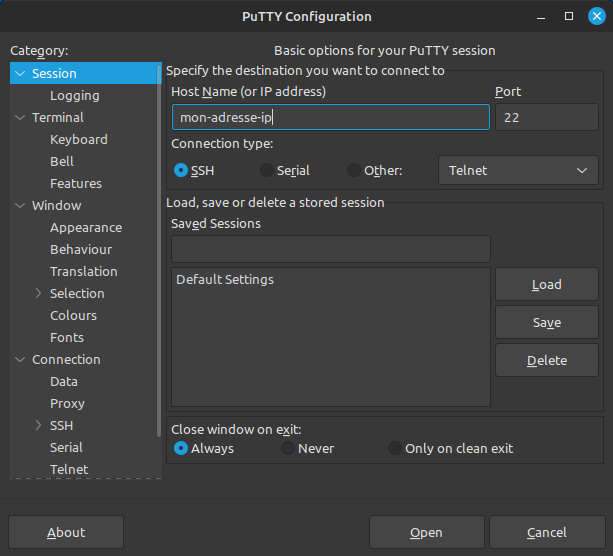 PuTTY Configuration
Category:
Session
Logging
Terminal
Keyboard
Bell
Features
Window
Appearance
Behaviour
Translation
Selection
Colours
Fonts
Connection
Data
Proxy
SSH
Serial
Telnet
Basic options for your PuTTY session
Specify the destination you want to connect to
Host Name (or IP address) Port
mon-adresse-ip 22
Connection type:
SSH Serial Other: Telnet
Load, save or delete a stored session
Saved Sessions
Default Settings
Load
Save
Delete
Close window on exit:
Always Never Only on clean exit
About Open Cancel